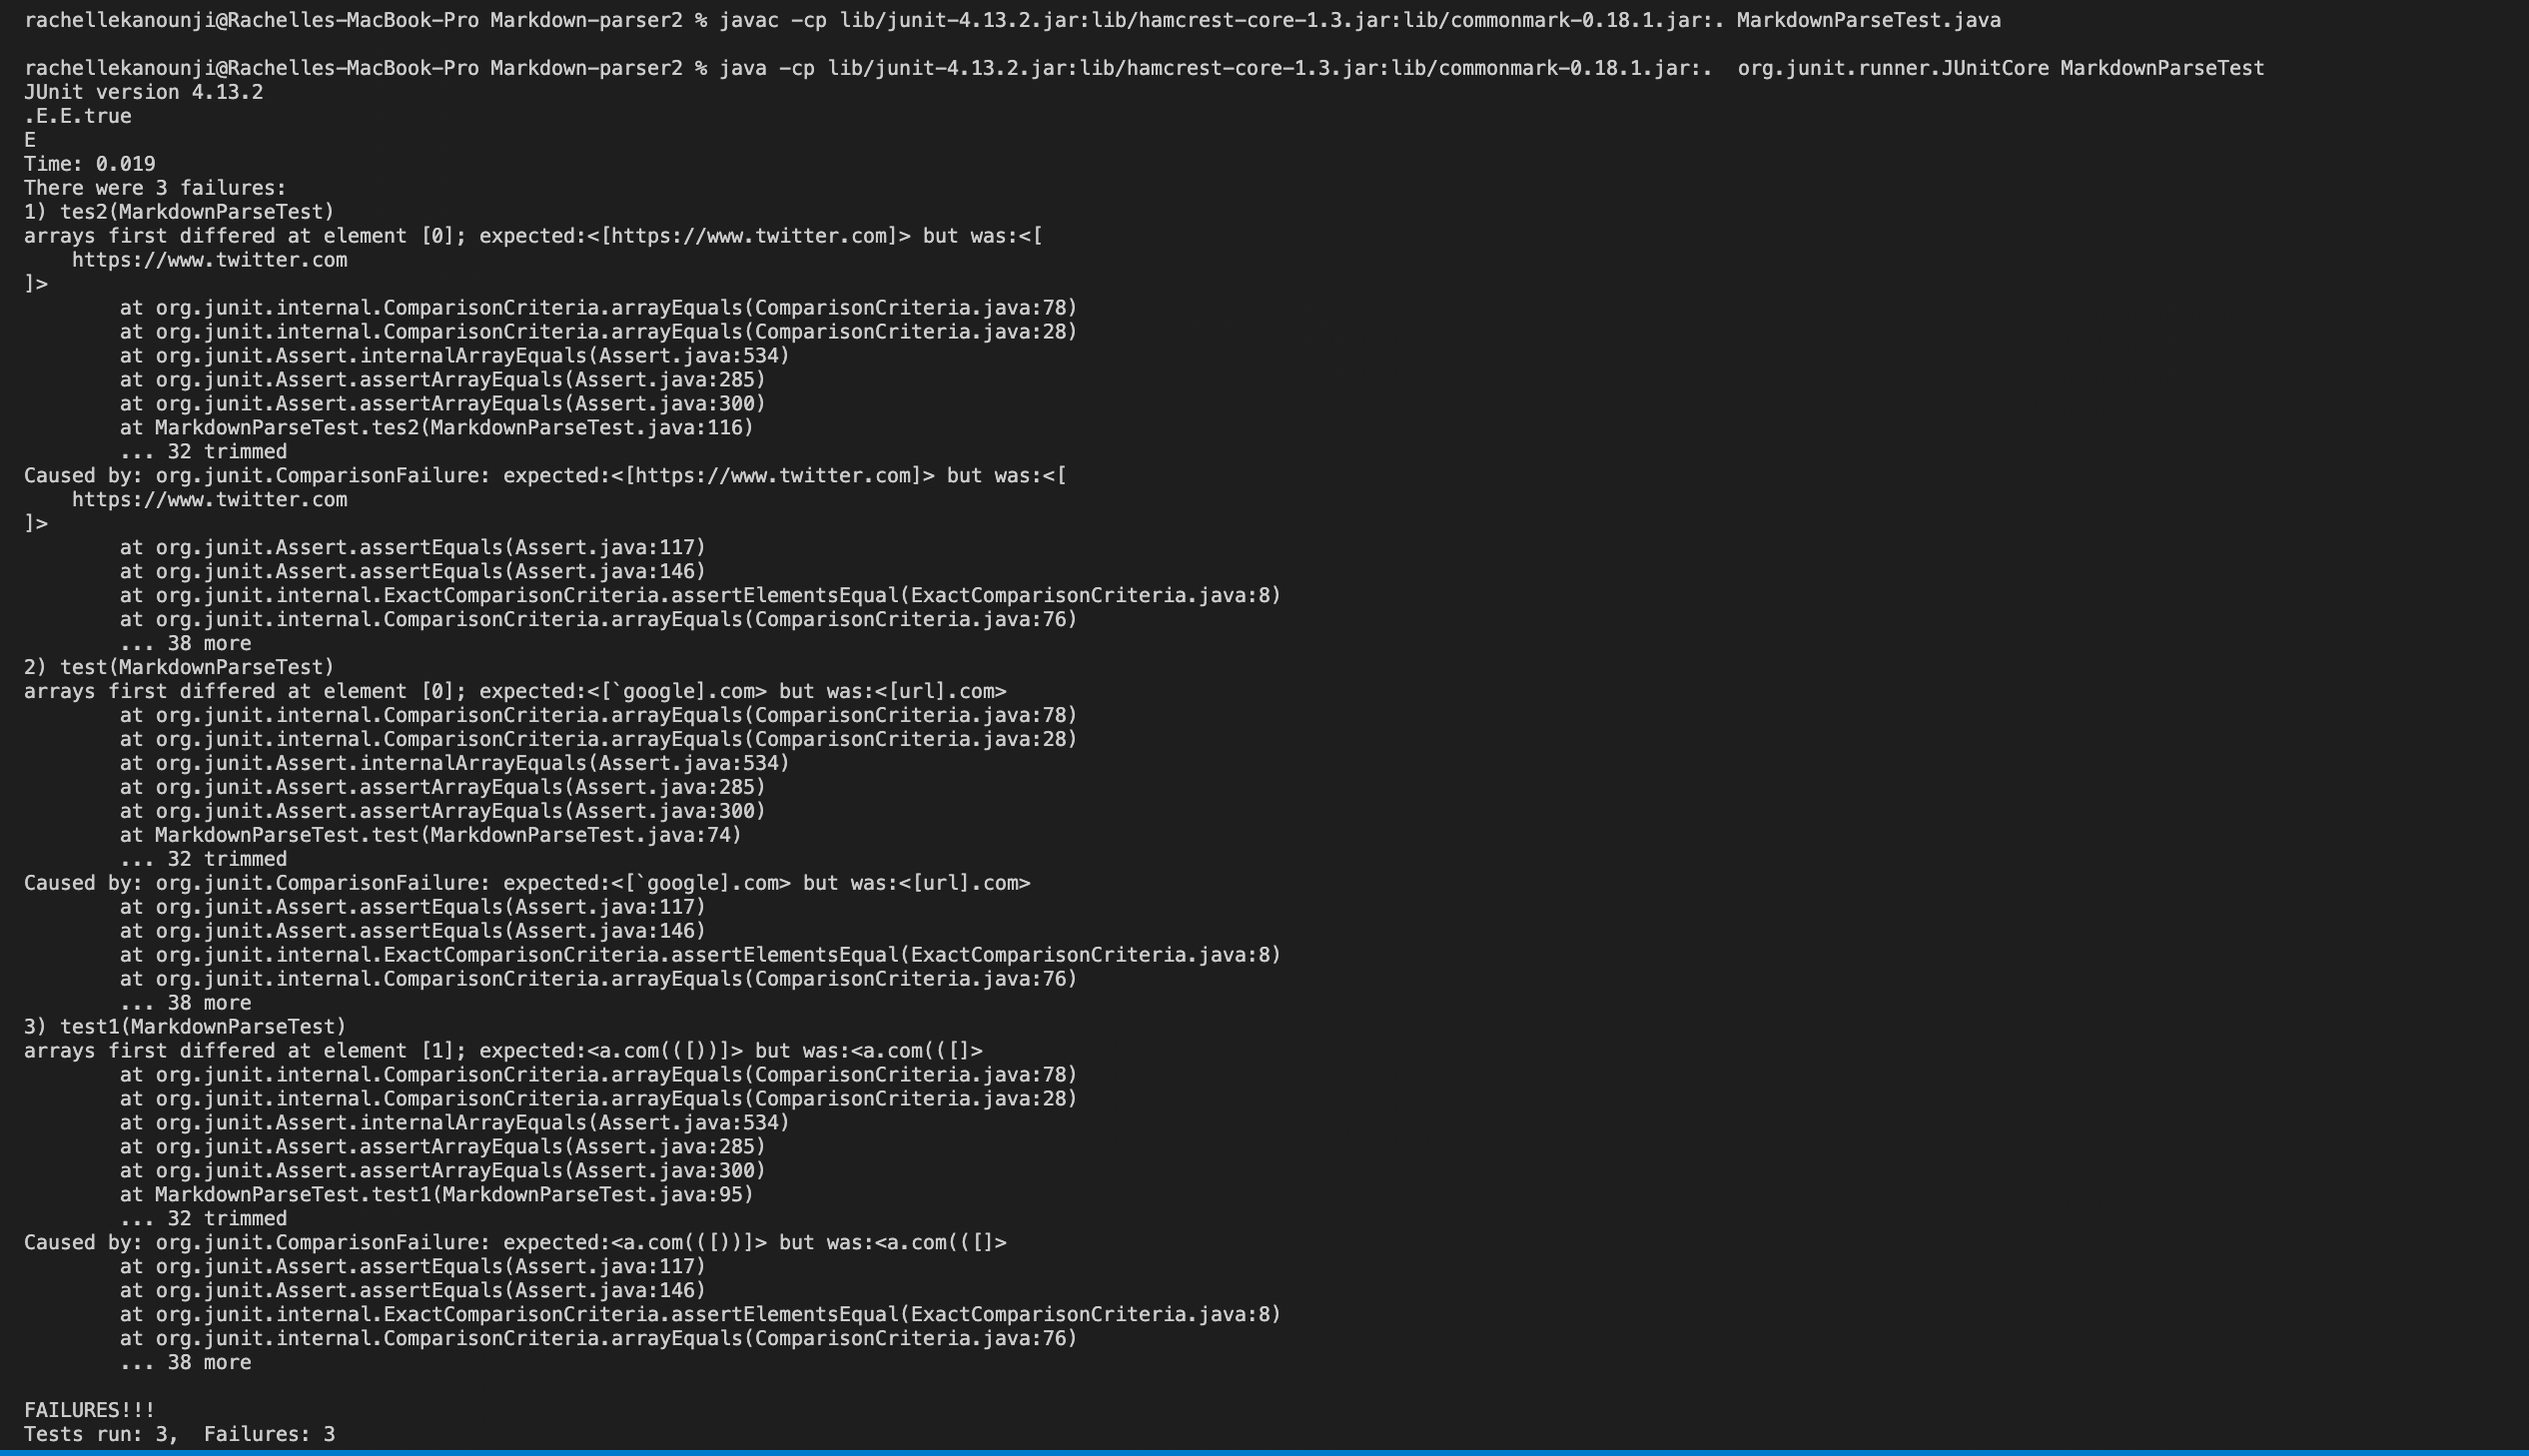 rachellekanounji@Rachelles-MacBook-Pro Markdown-parser2 % javac -cp lib/junit-4.13.2.jar:lib/hamcrest-core-1.3.jar:lib/commonmark-0.18.1.jar:. MarkdownParseTest.java
rachellekanounji@Rachelles-MacBook-Pro Markdown-parser2 % java -cp lib/junit-4.13.2.jar:lib/hamcrest-core-1.3.jar:lib/commonmark-0.18.1.jar:.  org.junit.runner.JUnitCore MarkdownParseTest
JUnit version 4.13.2
.E.E.true
E
Time: 0.019
There were 3 failures:
1) tes2(MarkdownParseTest)
arrays first differed at element [0]; expected:<[https://www.twitter.com]> but was:<[
    https://www.twitter.com
]>
        at org.junit.internal.ComparisonCriteria.arrayEquals(ComparisonCriteria.java:78)
        at org.junit.internal.ComparisonCriteria.arrayEquals(ComparisonCriteria.java:28)
        at org.junit.Assert.internalArrayEquals(Assert.java:534)
        at org.junit.Assert.assertArrayEquals(Assert.java:285)
        at org.junit.Assert.assertArrayEquals(Assert.java:300)
        at MarkdownParseTest.tes2(MarkdownParseTest.java:116)
        ... 32 trimmed
Caused by: org.junit.ComparisonFailure: expected:<[https://www.twitter.com]> but was:<[
    https://www.twitter.com
]>
        at org.junit.Assert.assertEquals(Assert.java:117)
        at org.junit.Assert.assertEquals(Assert.java:146)
        at org.junit.internal.ExactComparisonCriteria.assertElementsEqual(ExactComparisonCriteria.java:8)
        at org.junit.internal.ComparisonCriteria.arrayEquals(ComparisonCriteria.java:76)
        ... 38 more
2) test(MarkdownParseTest)
arrays first differed at element [0]; expected:<[`google].com> but was:<[url].com>
        at org.junit.internal.ComparisonCriteria.arrayEquals(ComparisonCriteria.java:78)
        at org.junit.internal.ComparisonCriteria.arrayEquals(ComparisonCriteria.java:28)
        at org.junit.Assert.internalArrayEquals(Assert.java:534)
        at org.junit.Assert.assertArrayEquals(Assert.java:285)
        at org.junit.Assert.assertArrayEquals(Assert.java:300)
        at MarkdownParseTest.test(MarkdownParseTest.java:74)
        ... 32 trimmed
Caused by: org.junit.ComparisonFailure: expected:<[`google].com> but was:<[url].com>
        at org.junit.Assert.assertEquals(Assert.java:117)
        at org.junit.Assert.assertEquals(Assert.java:146)
        at org.junit.internal.ExactComparisonCriteria.assertElementsEqual(ExactComparisonCriteria.java:8)
        at org.junit.internal.ComparisonCriteria.arrayEquals(ComparisonCriteria.java:76)
        ... 38 more
3) test1(MarkdownParseTest)
arrays first differed at element [1]; expected:<a.com(([))]> but was:<a.com(([]>
        at org.junit.internal.ComparisonCriteria.arrayEquals(ComparisonCriteria.java:78)
        at org.junit.internal.ComparisonCriteria.arrayEquals(ComparisonCriteria.java:28)
        at org.junit.Assert.internalArrayEquals(Assert.java:534)
        at org.junit.Assert.assertArrayEquals(Assert.java:285)
        at org.junit.Assert.assertArrayEquals(Assert.java:300)
        at MarkdownParseTest.test1(MarkdownParseTest.java:95)
        ... 32 trimmed
Caused by: org.junit.ComparisonFailure: expected:<a.com(([))]> but was:<a.com(([]>
        at org.junit.Assert.assertEquals(Assert.java:117)
        at org.junit.Assert.assertEquals(Assert.java:146)
        at org.junit.internal.ExactComparisonCriteria.assertElementsEqual(ExactComparisonCriteria.java:8)
        at org.junit.internal.ComparisonCriteria.arrayEquals(ComparisonCriteria.java:76)
        ... 38 more
FAILURES!!!
Tests run: 3,  Failures: 3